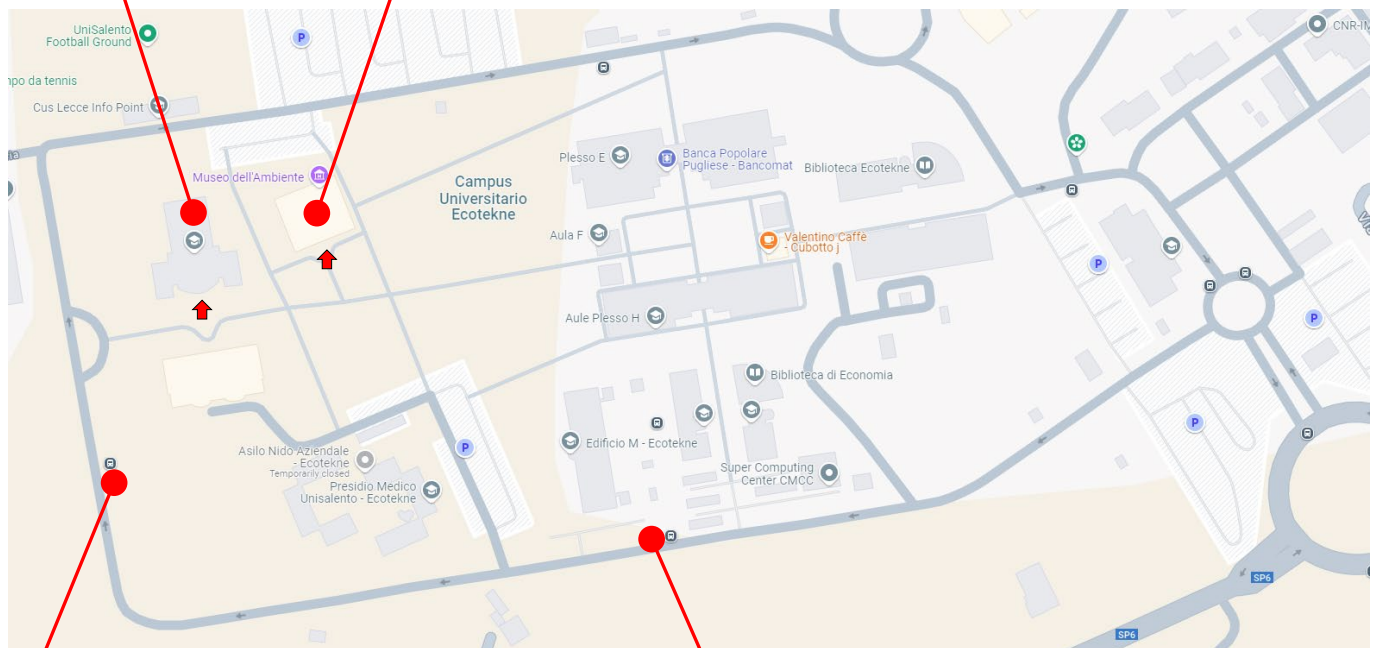 UniSalento
Football Ground
P
CNR-IM
po da tennis
Cus Lecce Info Point
Plesso E
Banca Popolare
Pugliese - Bancomat
Biblioteca Ecotekne
Museo dell'Ambiente
Campus
Universitario
Ecotekne
Aula F
Valentino Caffè
- Cubotto j
P
P
Aule Plesso H
Biblioteca di Economia
P
Edificio M - Ecotekne
P
Asilo Nido Aziendale
- Ecotekne
Temporarily closed
Super Computing
Center CMCC
Presidio Medico
Unisalento - Ecotekne
SP6
SP6